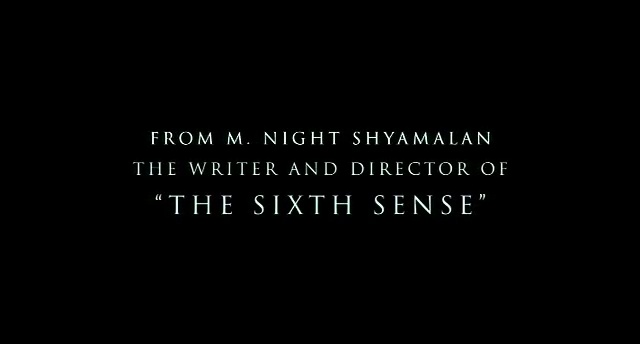 FROM M. NIGHT SHYAMALAN
THE WRITER AND DIRECTOR OF
“THE SIXTH SENSE”